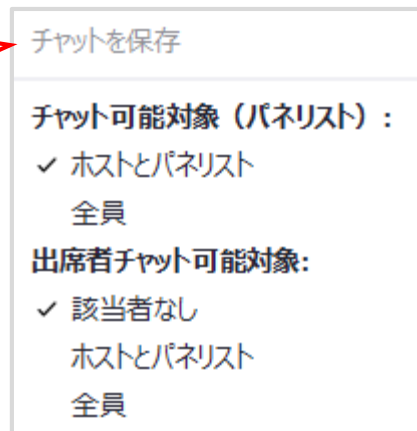 チャットを保存
チャット可能対象（パネリスト）:
✓ ホストとパネリスト
全員
出席者チャット可能対象:
✓ 該当者なし
ホストとパネリスト
全員